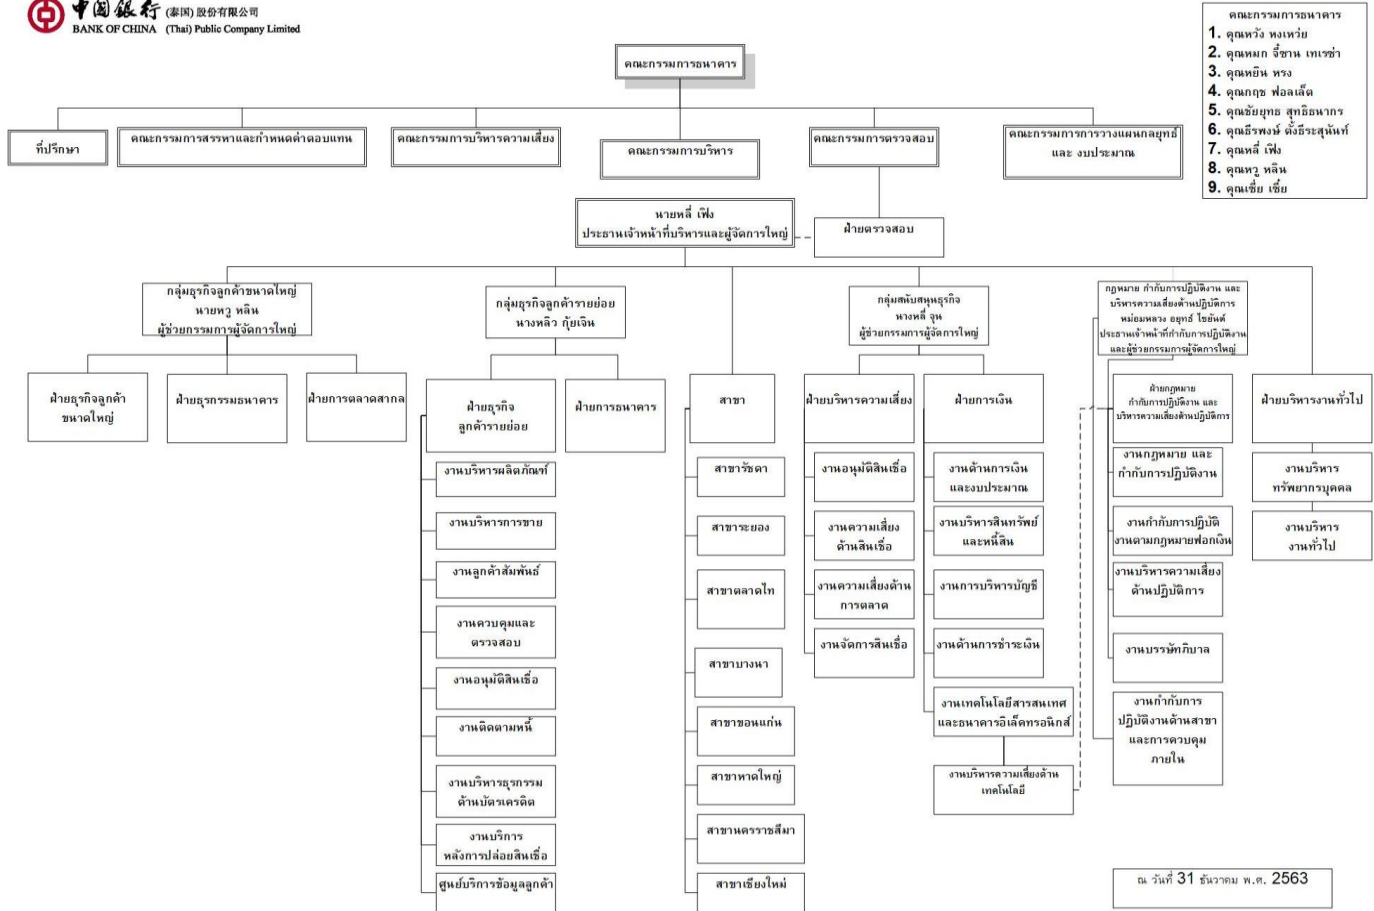 中國銀行 (泰国) 股份有限公司
BANK OF CHINA (Thai) Public Company Limited
คณะกรรมการธนาคาร
1. คุณหวัง หงเหว่ย
2. คุณหมก จี้ซาน เทเรซ่า
3. คุณหยิน หรง
4. คุณกฤช ฟอลเล็ต
5. คุณชัยยุทธ สุทธิธนากร
6. คุณธีรพงษ์ ตั้งธีระสุนันท์
7. คุณหลี่ เฟิง
8. คุณหวู หลิน
9. คุณเซี่ย เซี้ย
คณะกรรมการธนาคาร
ที่ปรึกษา
คณะกรรมการสรรหาและกำหนดค่าตอบแทน
คณะกรรมการบริหารความเสี่ยง
คณะกรรมการบริหาร
คณะกรรมการตรวจสอบ
คณะกรรมการการวางแผนกลยุทธ์
และ งบประมาณ
นายหลี่ เฟิง
ประธานเจ้าหน้าที่บริหารและผู้จัดการใหญ่
ฝ่ายตรวจสอบ
กลุ่มธุรกิจลูกค้าขนาดใหญ่
นายหวู หลิน
ผู้ช่วยกรรมการผู้จัดการใหญ่
กลุ่มธุรกิจลูกค้ารายย่อย
นางหลิว กุ้ยเจิน
กลุ่มสนับสนุนธุรกิจ
นางหลี่ จุน
ผู้ช่วยกรรมการผู้จัดการใหญ่
กฎหมาย กำกับการปฏิบัติงาน และ
บริหารความเสี่ยงด้านปฏิบัติการ
หม่อมหลวง อยุทธ์ ไชยันต์
ประธานเจ้าหน้าที่กำกับการปฏิบัติงาน
และผู้ช่วยกรรมการผู้จัดการใหญ่
ฝ่ายธุรกิจลูกค้า
ขนาดใหญ่
ฝ่ายธุรกรรมธนาคาร
ฝ่ายการตลาดสากล
ฝ่ายธุรกิจ
ลูกค้ารายย่อย
ฝ่ายการธนาคาร
สาขา
ฝ่ายบริหารความเสี่ยง
ฝ่ายการเงิน
ฝ่ายกฎหมาย
กำกับการปฏิบัติงาน และ
บริหารความเสี่ยงด้านปฏิบัติการ
ฝ่ายบริหารงานทั่วไป
งานบริหารผลิตภัณฑ์
งานบริหารการขาย
งานลูกค้าสัมพันธ์
งานควบคุมและ
ตรวจสอบ
งานอนุมัติสินเชื่อ
งานติดตามหนี้
งานบริหารธุรกรรม
ด้านบัตรเครดิต
งานบริการ
หลังการปล่อยสินเชื่อ
ศูนย์บริการข้อมูลลูกค้า
สาขารัชดา
สาขาระยอง
สาขาตลาดไท
สาขาบางนา
สาขาขอนแก่น
สาขาหาดใหญ่
สาขานครราชสีมา
สาขาเชียงใหม่
งานอนุมัติสินเชื่อ
งานความเสี่ยง
ด้านสินเชื่อ
งานความเสี่ยงด้าน
การตลาด
งานจัดการสินเชื่อ
งานด้านการเงิน
และงบประมาณ
งานบริหารสินทรัพย์
และหนี้สิน
งานการบริหารบัญชี
งานด้านการชำระเงิน
งานเทคโนโลยีสารสนเทศ
และธนาคารอิเล็คทรอนิกส์
งานบริหารความเสี่ยงด้าน
เทคโนโลยี
งานกฎหมาย และ
กำกับการปฏิบัติงาน
งานกำกับการปฏิบัติ
งานตามกฎหมายฟอกเงิน
งานบริหารความเสี่ยง
ด้านปฏิบัติการ
งานบรรษัทภิบาล
งานกำกับการ
ปฏิบัติงานด้านสาขา
และการควบคุม
ภายใน
งานบริหาร
ทรัพยากรบุคคล
งานบริหาร
งานทั่วไป
ณ วันที่ 31 ธันวาคม พ.ศ. 2563